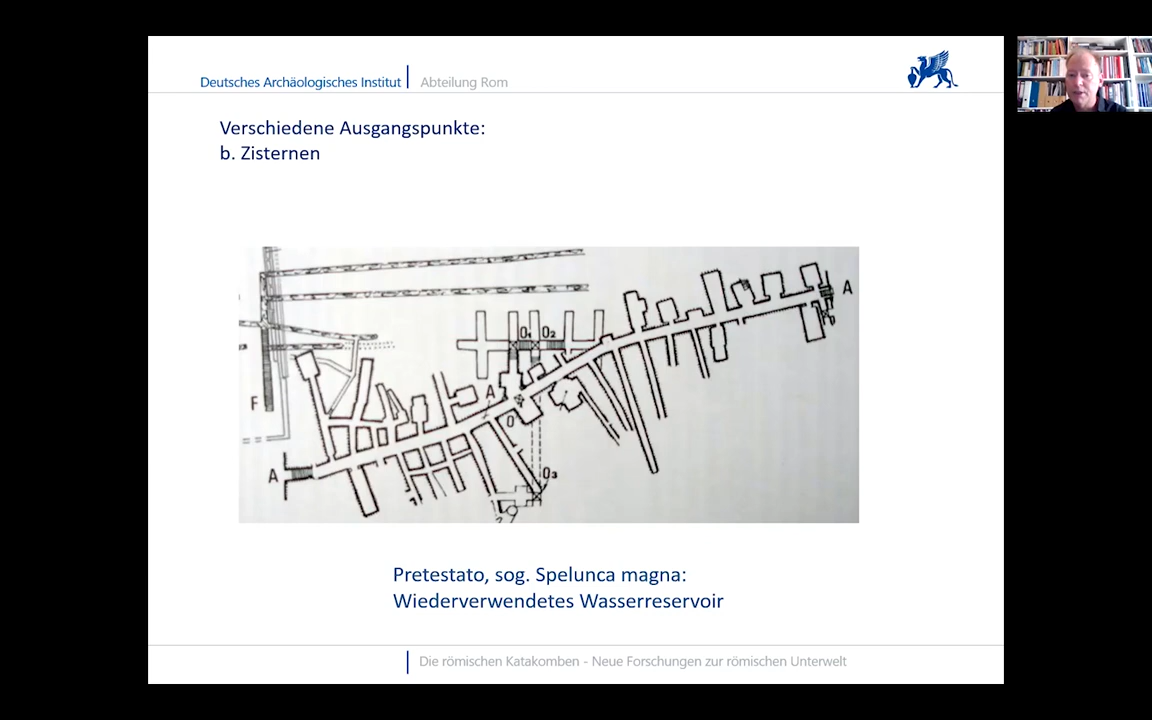 Deutsches Archäologisches Institut Abteilung Rom
Verschiedene Ausgangspunkte:
b. Zisternen
A
O₁ O₂
A
F
O
A
O₃
Pretestato, sog. Spelunca magna:
Wiederverwendetes Wasserreservoir
Die römischen Katakomben - Neue Forschungen zur römischen Unterwelt